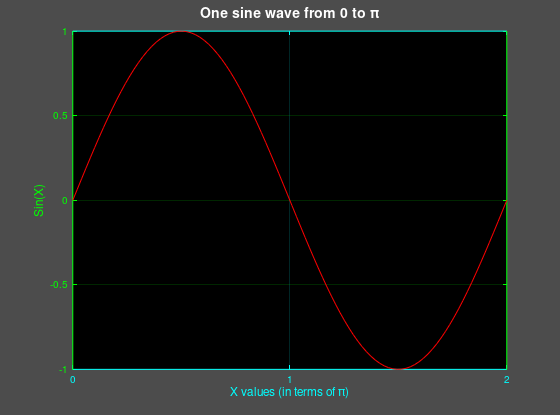 One sine wave from 0 to π
1
0.5
0
-0.5
-1
Sin(X)
0 1 2
X values (in terms of π)